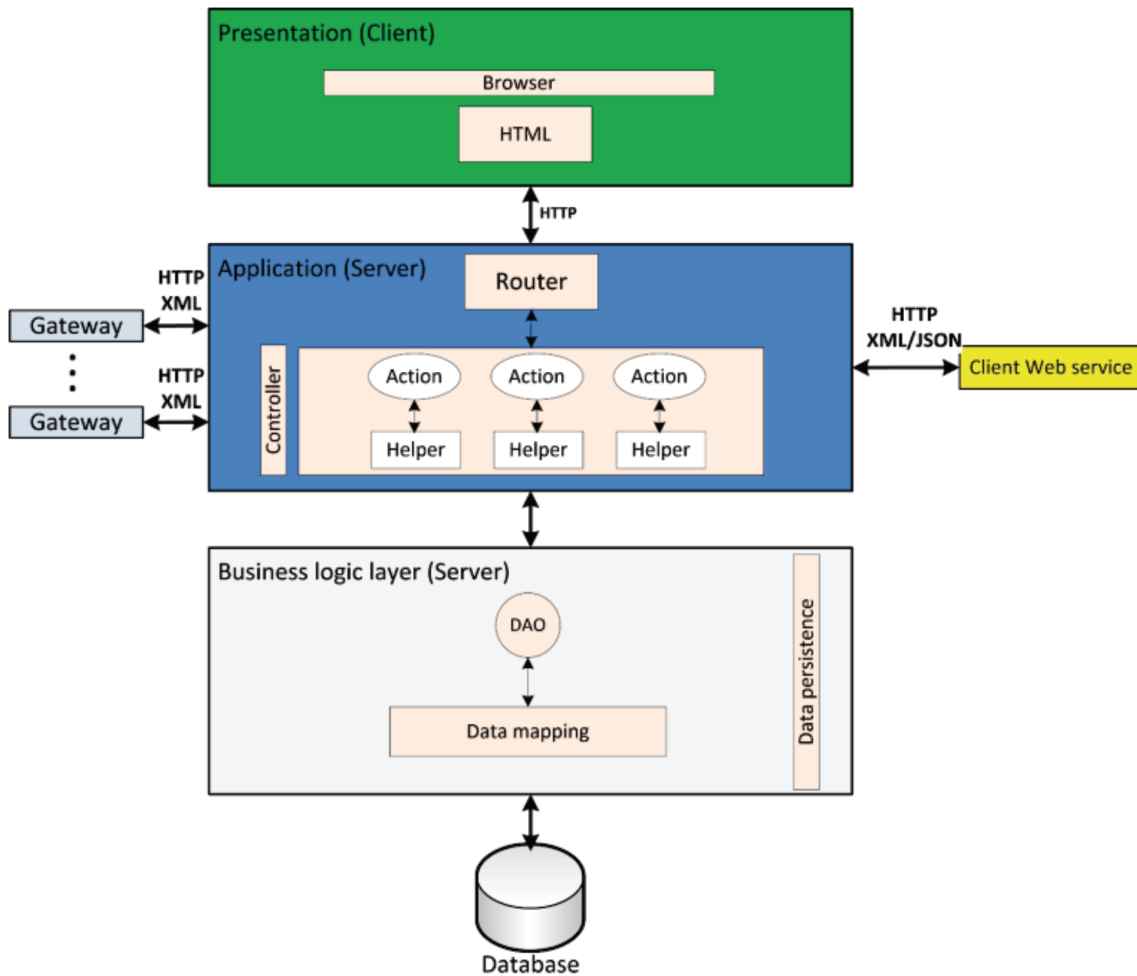 Presentation (Client)
Browser
HTML
HTTP
Application (Server)
Router
HTTP
XML
Gateway
HTTP
XML
Gateway
HTTP
XML/JSON
Client Web service
Controller
Action
Action
Action
Helper
Helper
Helper
Business logic layer (Server)
DAO
Data mapping
Data persistence
Database